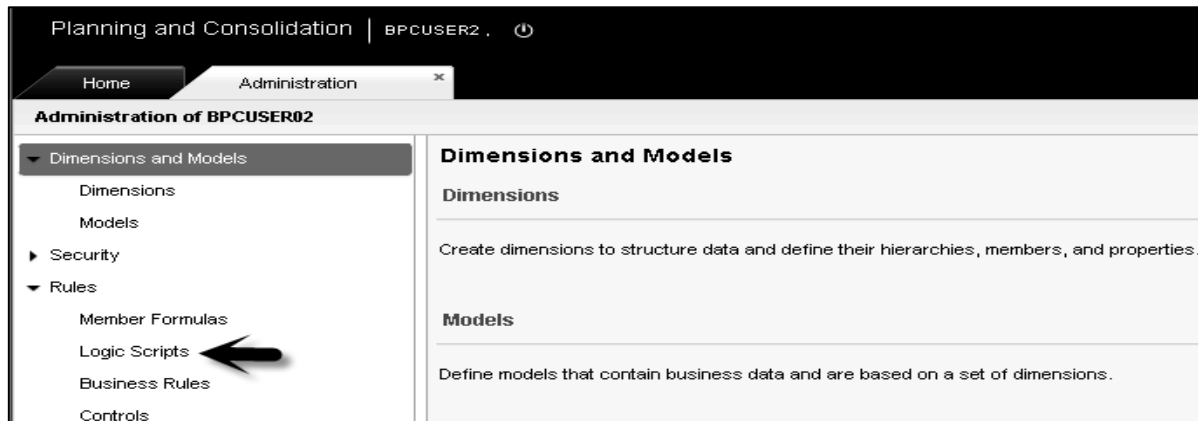 Planning and Consolidation | BPCUSER2 .
Home
Administration
×
Administration of BPCUSER02
Dimensions and Models
Dimensions
Models
Security
Rules
Member Formulas
Logic Scripts
Business Rules
Controls
Dimensions and Models
Dimensions
Create dimensions to structure data and define their hierarchies, members, and properties.
Models
Define models that contain business data and are based on a set of dimensions.